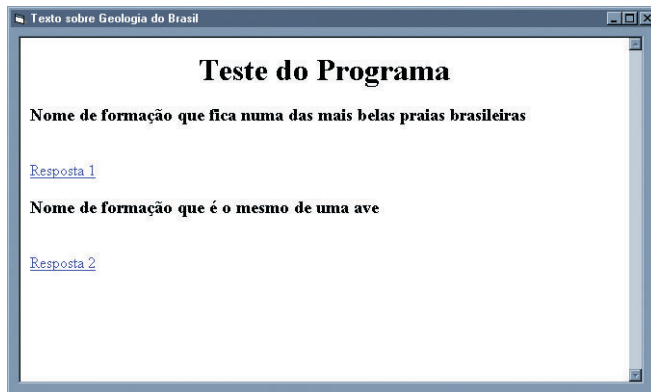 Texto sobre Geologia do Brasil
Teste do Programa
Nome de formação que fica numa das mais belas praias brasileiras
Resposta 1
Nome de formação que é o mesmo de uma ave
Resposta 2